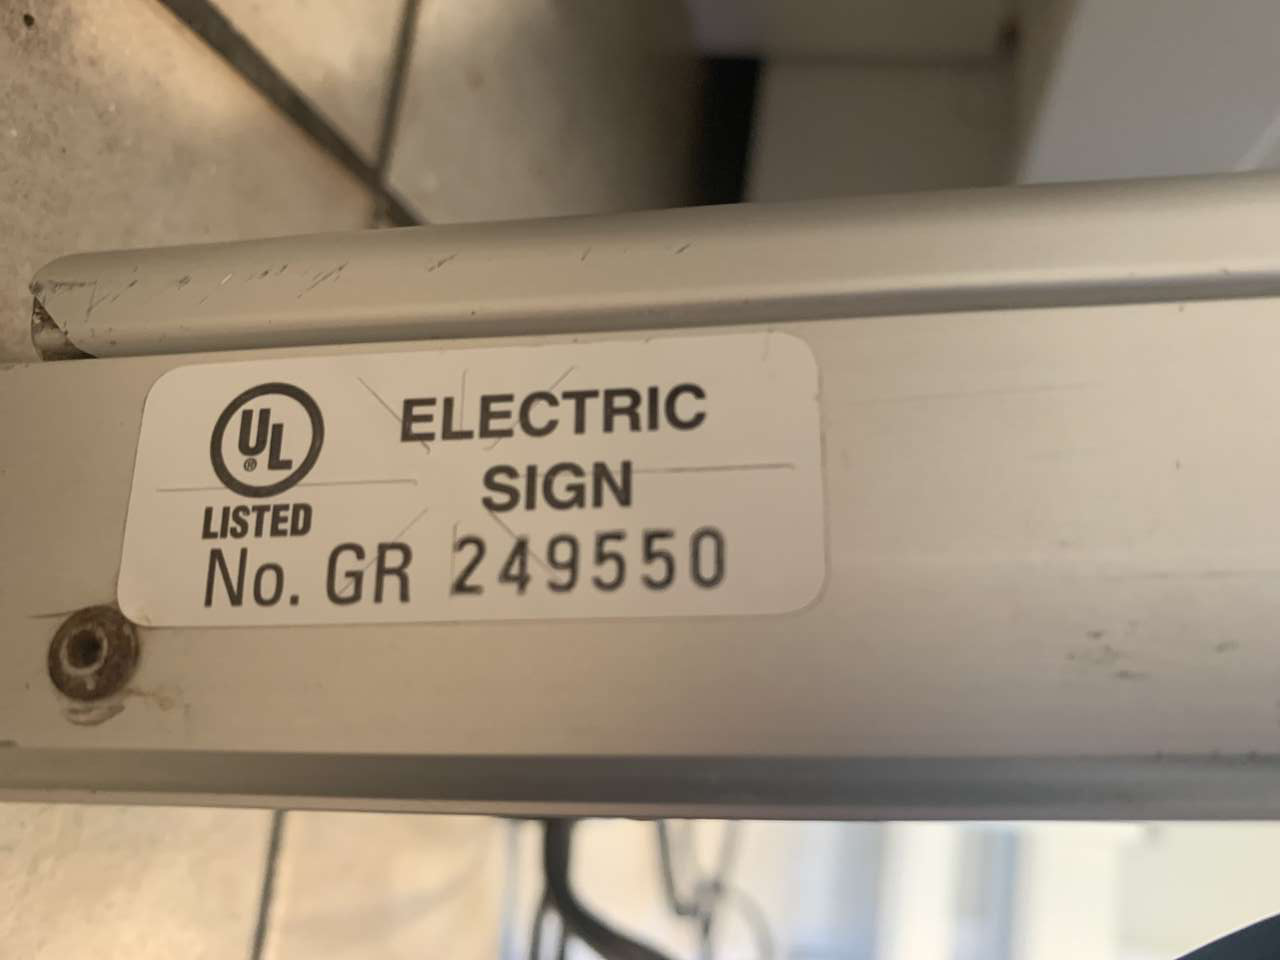 UL ®
LISTED
ELECTRIC
SIGN
No. GR 249550